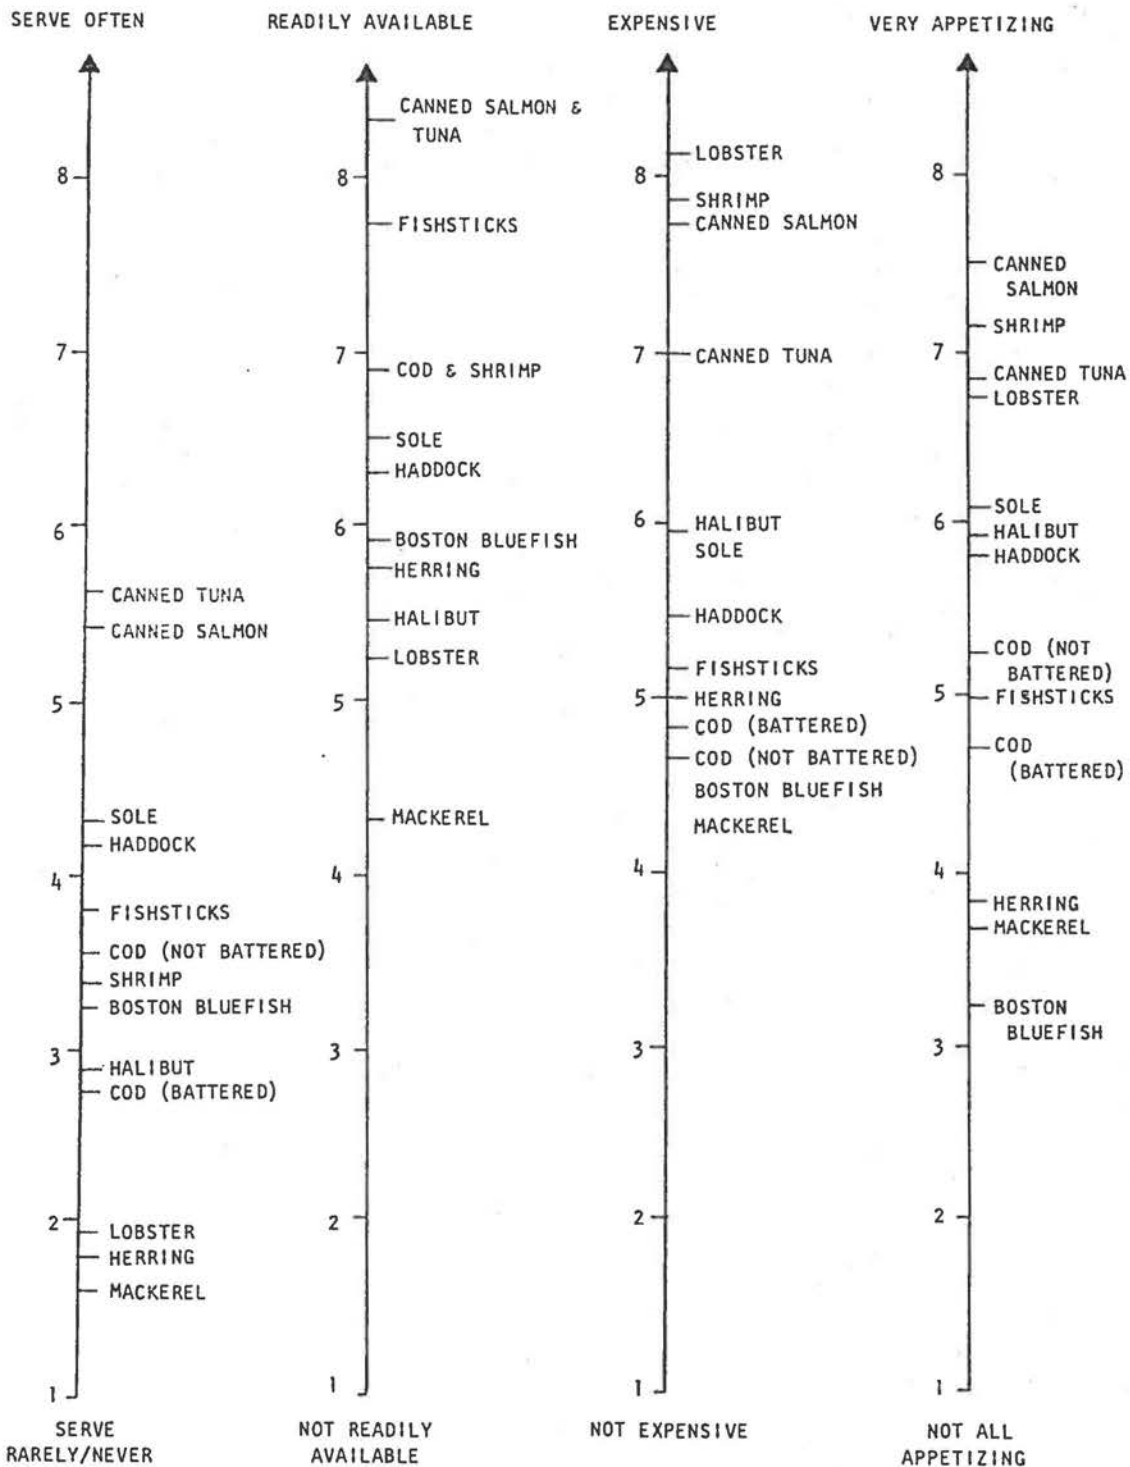 SERVE OFTEN
8
7
6
CANNED TUNA
CANNED SALMON
5
SOLE
HADDOCK
4
FISHSTICKS
COD (NOT BATTERED)
SHRIMP
BOSTON BLUEFISH
3
HALIBUT
COD (BATTERED)
2
LOBSTER
HERRING
MACKEREL
1
SERVE
RARELY/NEVER
READILY AVAILABLE
CANNED SALMON &
TUNA
8
FISHSTICKS
7
COD & SHRIMP
SOLE
HADDOCK
6
BOSTON BLUEFISH
HERRING
HALIBUT
LOBSTER
5
MACKEREL
4
3
2
1
NOT READILY
AVAILABLE
EXPENSIVE
LOBSTER
8
SHRIMP
CANNED SALMON
7
CANNED TUNA
6
HALIBUT
SOLE
HADDOCK
FISHSTICKS
5
HERRING
COD (BATTERED)
COD (NOT BATTERED)
BOSTON BLUEFISH
MACKEREL
4
3
2
1
NOT EXPENSIVE
VERY APPETIZING
8
CANNED
SALMON
SHRIMP
7
CANNED TUNA
LOBSTER
SOLE
6
HALIBUT
HADDOCK
COD (NOT
BATTERED)
5
FISHSTICKS
COD
(BATTERED)
4
HERRING
MACKEREL
BOSTON
BLUEFISH
3
2
1
NOT ALL
APPETIZING